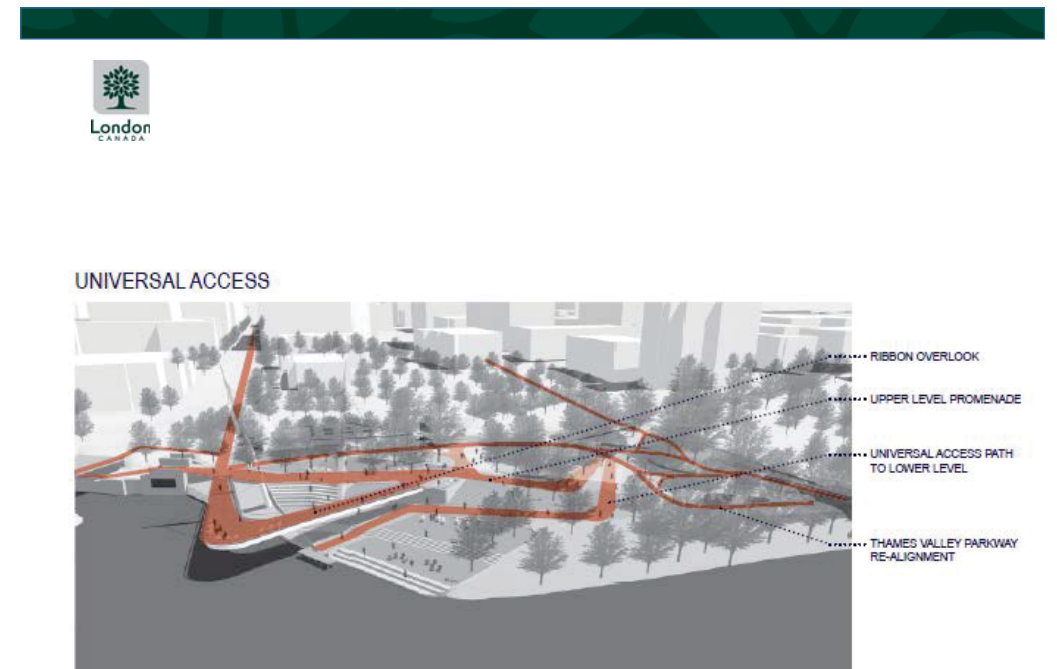 London
CANADA
UNIVERSAL ACCESS
RIBBON OVERLOOK
UPPER LEVEL PROMENADE
UNIVERSAL ACCESS PATH
TO LOWER LEVEL
THAMES VALLEY PARKWAY
RE-ALIGNMENT